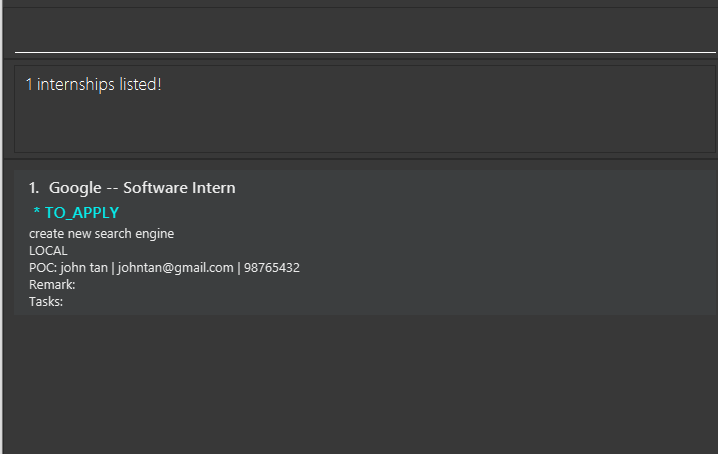 1 internships listed!
1. Google -- Software Intern
* TO_APPLY
create new search engine
LOCAL
POC: john tan | johntan@gmail.com | 98765432
Remark:
Tasks: